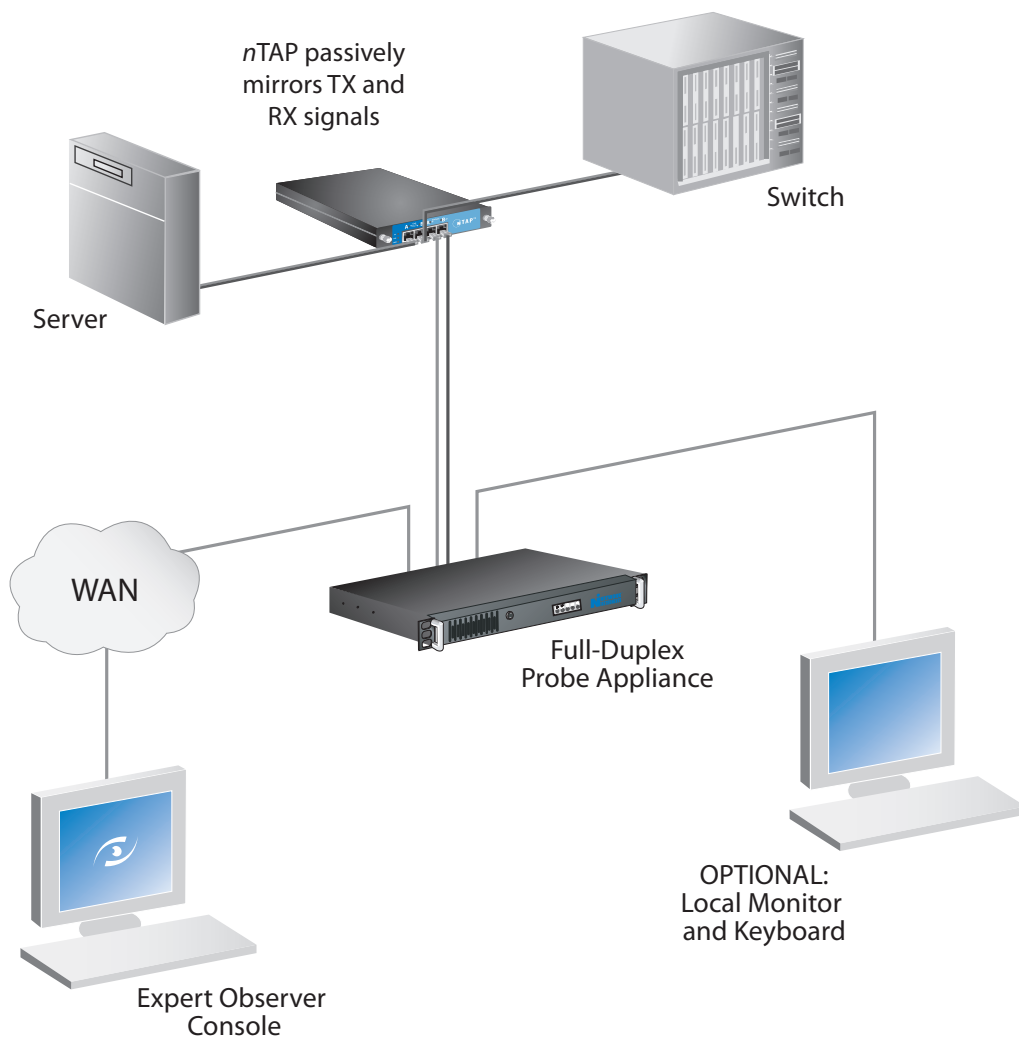 nTAP passively
mirrors TX and
RX signals
Switch
A
B
TAP
Server
WAN
Full-Duplex
Probe Appliance
OPTIONAL:
Local Monitor
and Keyboard
Expert Observer
Console